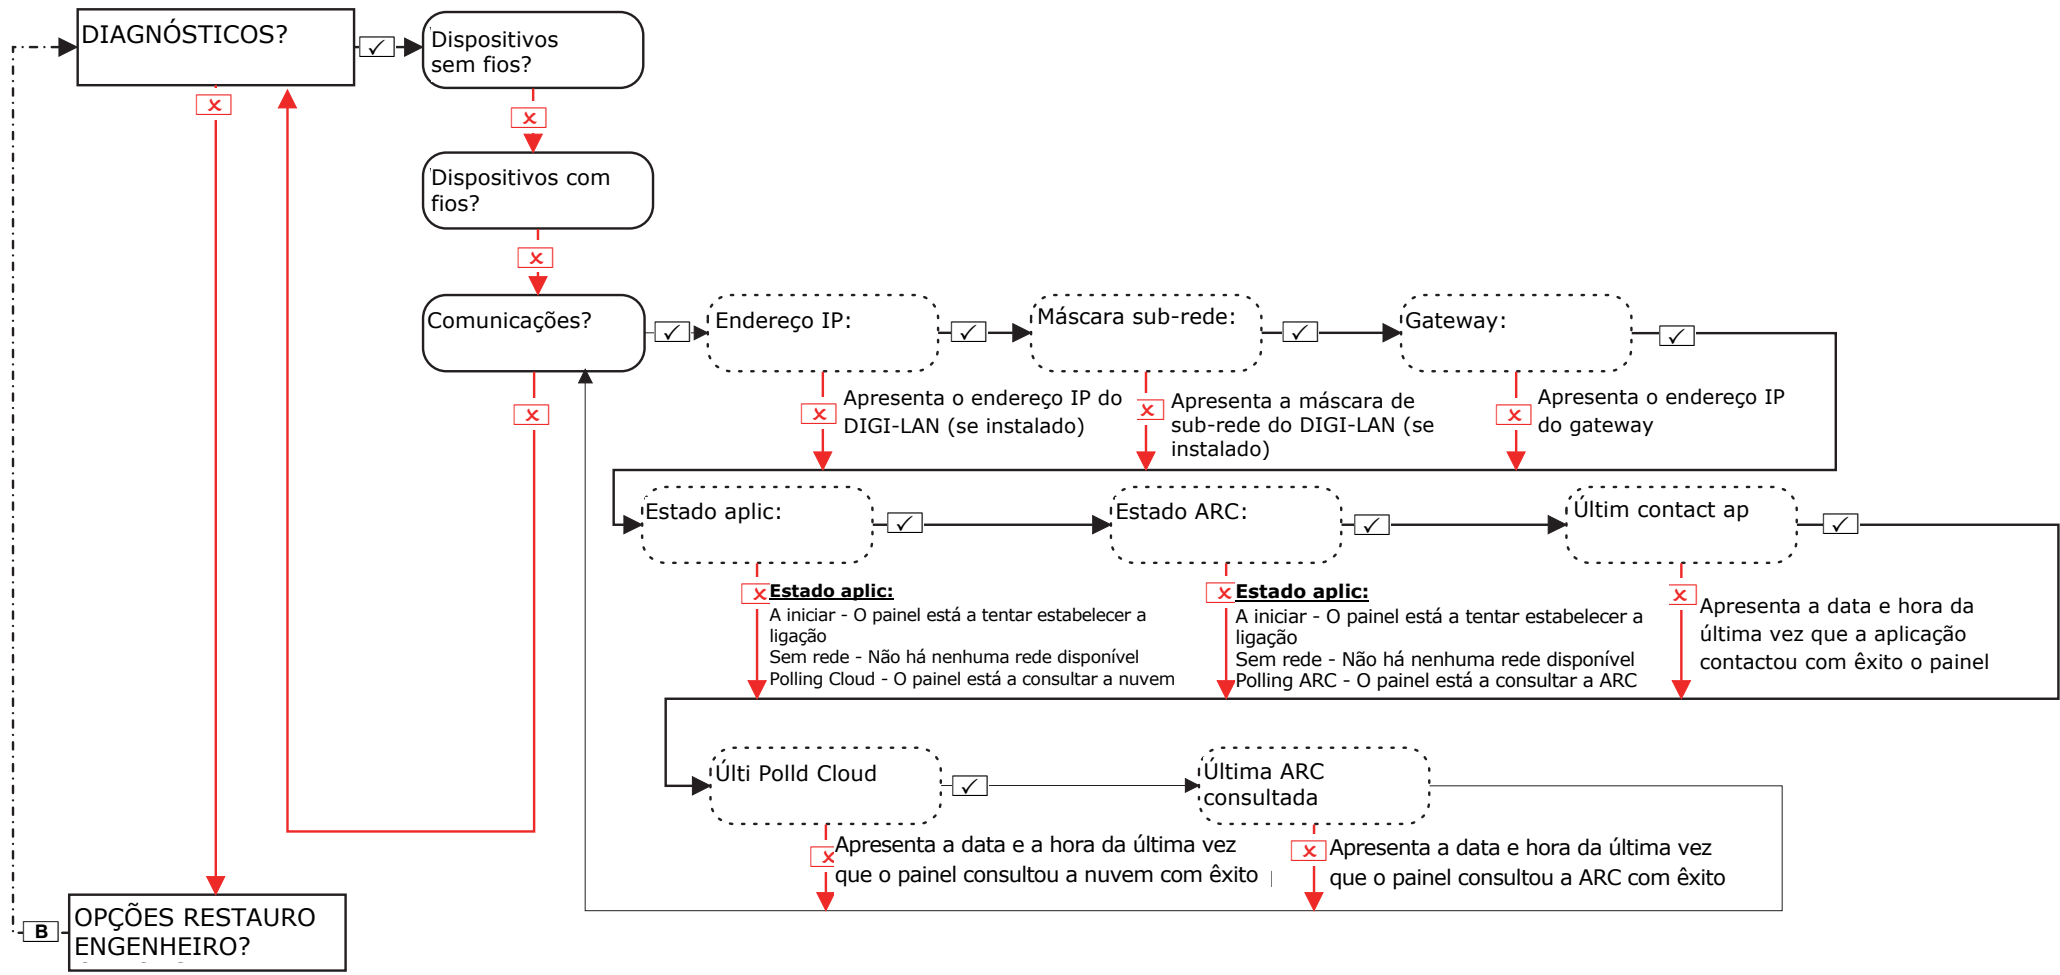 DIAGNÓSTICOS?
Dispositivos
sem fios?
Dispositivos com
fios?
Comunicações?
Endereço IP:
Máscara sub-rede:
Gateway:
Apresenta o endereço IP do
DIGI-LAN (se instalado)
Apresenta a máscara de
sub-rede do DIGI-LAN (se
instalado)
Apresenta o endereço IP
do gateway
Estado aplic:
Estado ARC:
Últim contact ap
Estado aplic:
A iniciar - O painel está a tentar estabelecer a
ligação
Sem rede - Não há nenhuma rede disponível
Polling Cloud - O painel está a consultar a nuvem
Estado aplic:
A iniciar - O painel está a tentar estabelecer a
ligação
Sem rede - Não há nenhuma rede disponível
Polling ARC - O painel está a consultar a ARC
Apresenta a data e hora da
última vez que a aplicação
contactou com êxito o painel
Últi Polld Cloud
Última ARC
consultada
Apresenta a data e a hora da última vez
que o painel consultou a nuvem com êxito
Apresenta a data e hora da última vez
que o painel consultou a ARC com êxito
B
OPÇÕES RESTAURO
ENGENHEIRO?